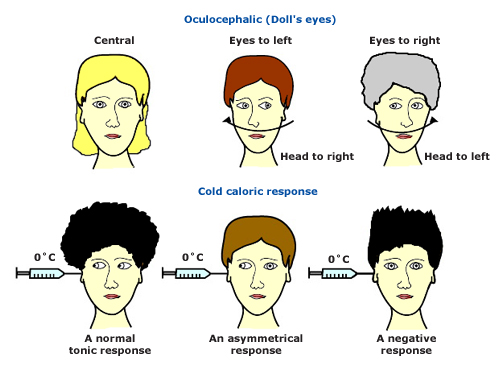 Oculocephalic (Doll's eyes)
Central
Eyes to left
Eyes to right
Head to right
Head to left
Cold caloric response
0°C
0°C
0°C
A normal
tonic response
An asymmetrical
response
A negative
response